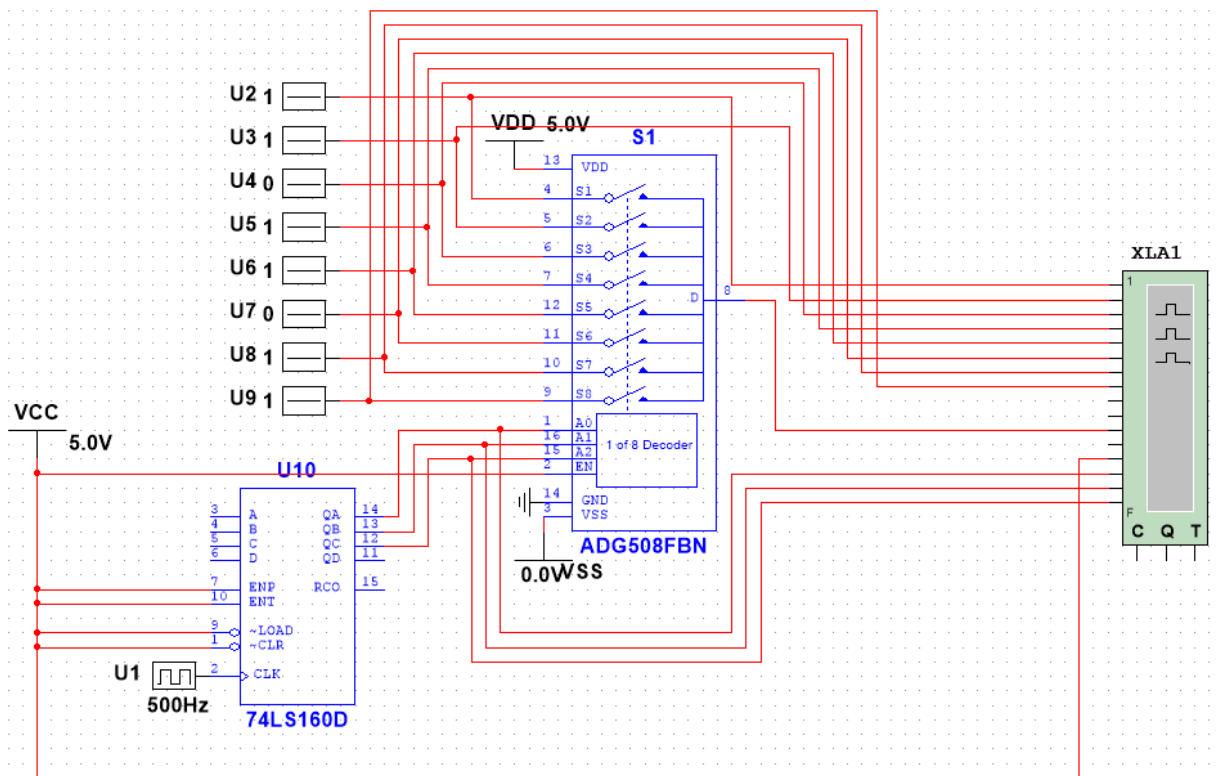 U2 1
U3 1
U4 0
U5 1
U6 1
U7 0
U8 1
U9 1
VDD 5.0V
S1
13 VDD
4 S1
5 S2
6 S3
7 S4
12 S5
11 S6
10 S7
9 S8
D 8
1 A0
16 A1
15 A2
2 EN
1 of 8 Decoder
14 GND
3 VSS
ADG508FBN
0.0V VSS
VCC
5.0V
U10
3 A QA 14
4 B QB 13
5 C QC 12
6 D QD 11
7 ENP RCO 15
10 ENT
9 ~LOAD
1 ~CLR
2 CLK
U1
500Hz
74LS160D
XLA1
1
F
C Q T